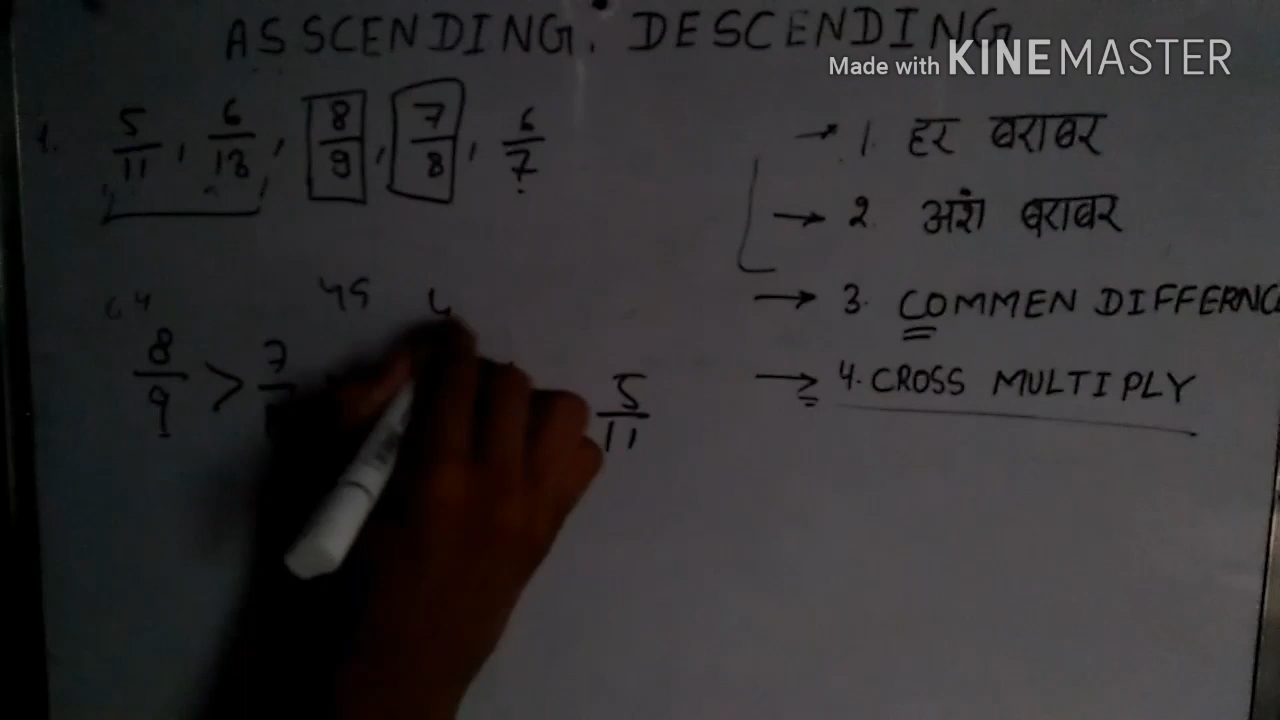 ASSCENDING. DESCENDING
Made with KINEMASTER
1. 5/11, 6/13, 8/9, 7/8, 6/7
→ 1. हर बराबर
→ 2. अंश बराबर
→ 3. COMMEN DIFFERNC
→ 4. CROSS MULTIPLY
64 45
8/9 > 7 5/11